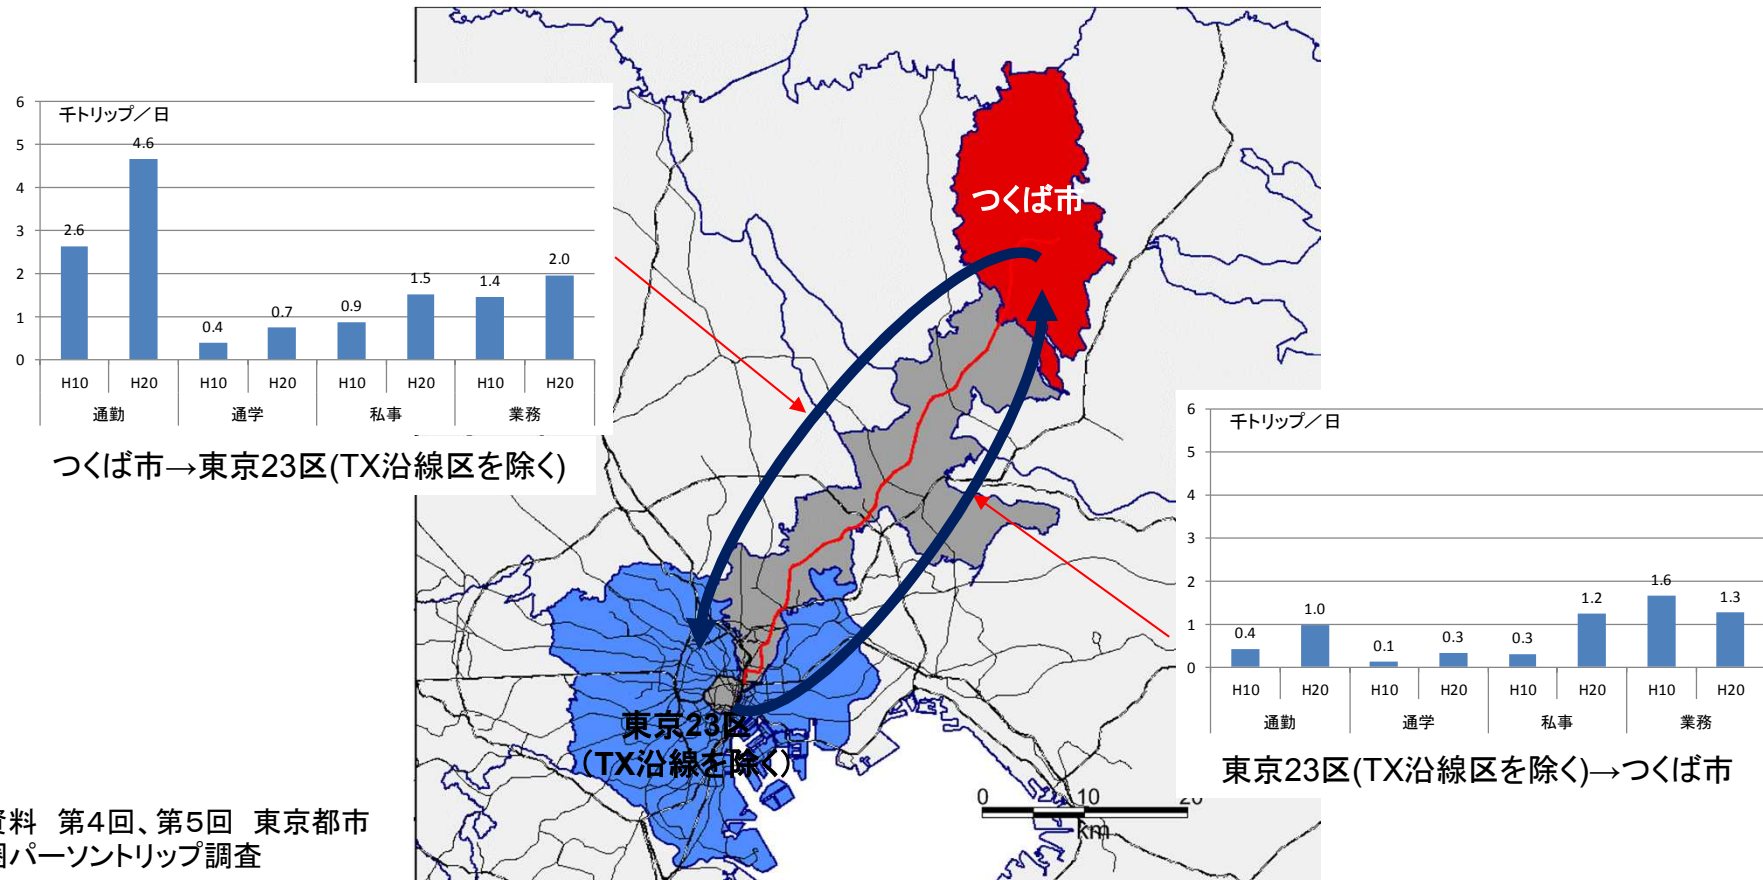 千トリップ／日
6
5
4
3
2
1
0
2.6
4.6
0.4
0.7
0.9
1.5
1.4
2.0
H10 H20 H10 H20 H10 H20 H10 H20
通勤 通学 私事 業務
つくば市→東京23区(TX沿線区を除く)
つくば市
東京23区
（TX沿線を除く）
千トリップ／日
6
5
4
3
2
1
0
0.4
1.0
0.1
0.3
0.3
1.2
1.6
1.3
H10 H20 H10 H20 H10 H20 H10 H20
通勤 通学 私事 業務
東京23区(TX沿線区を除く)→つくば市
0 10 20
km
資料 第4回、第5回 東京都市
圏パーソントリップ調査